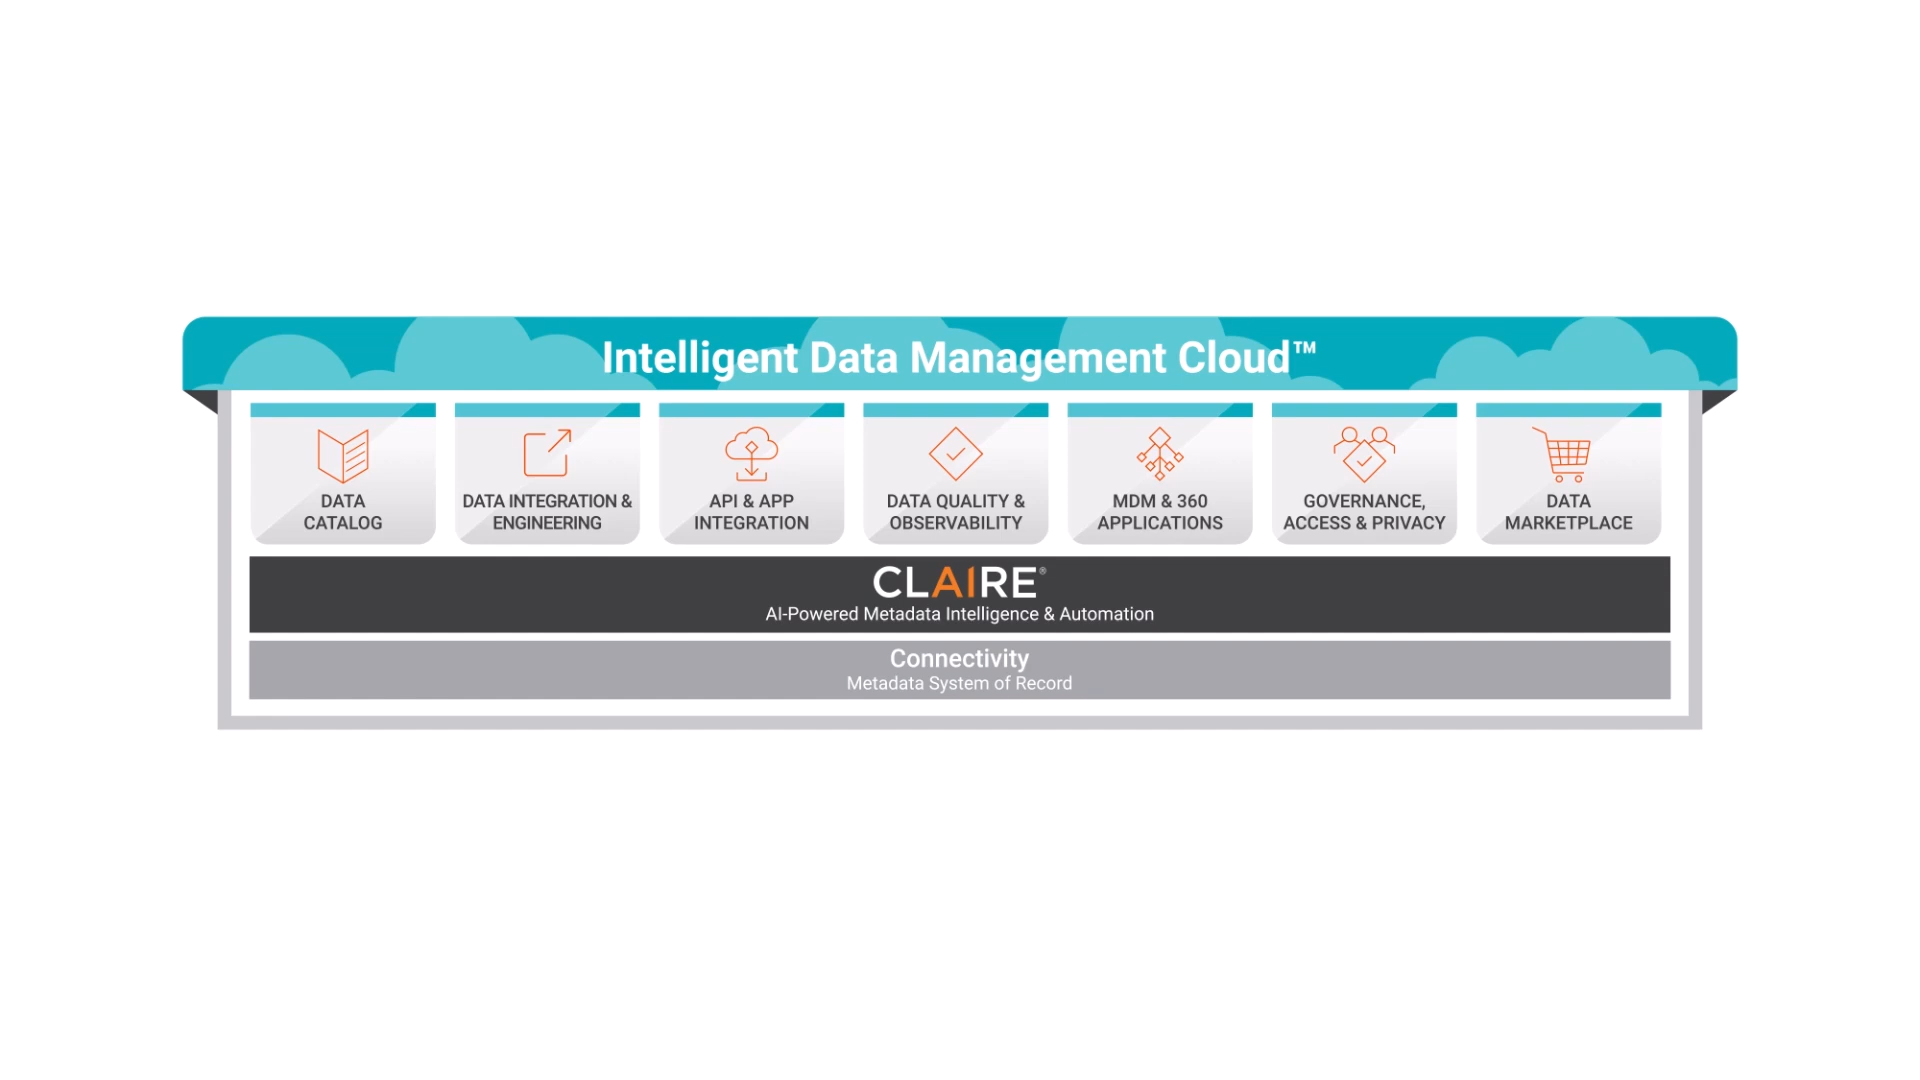 Intelligent Data Management Cloud™
DATA
CATALOG
DATA INTEGRATION &
ENGINEERING
API & APP
INTEGRATION
DATA QUALITY &
OBSERVABILITY
MDM & 360
APPLICATIONS
GOVERNANCE,
ACCESS & PRIVACY
DATA
MARKETPLACE
CLAIRE®
AI-Powered Metadata Intelligence & Automation
Connectivity
Metadata System of Record